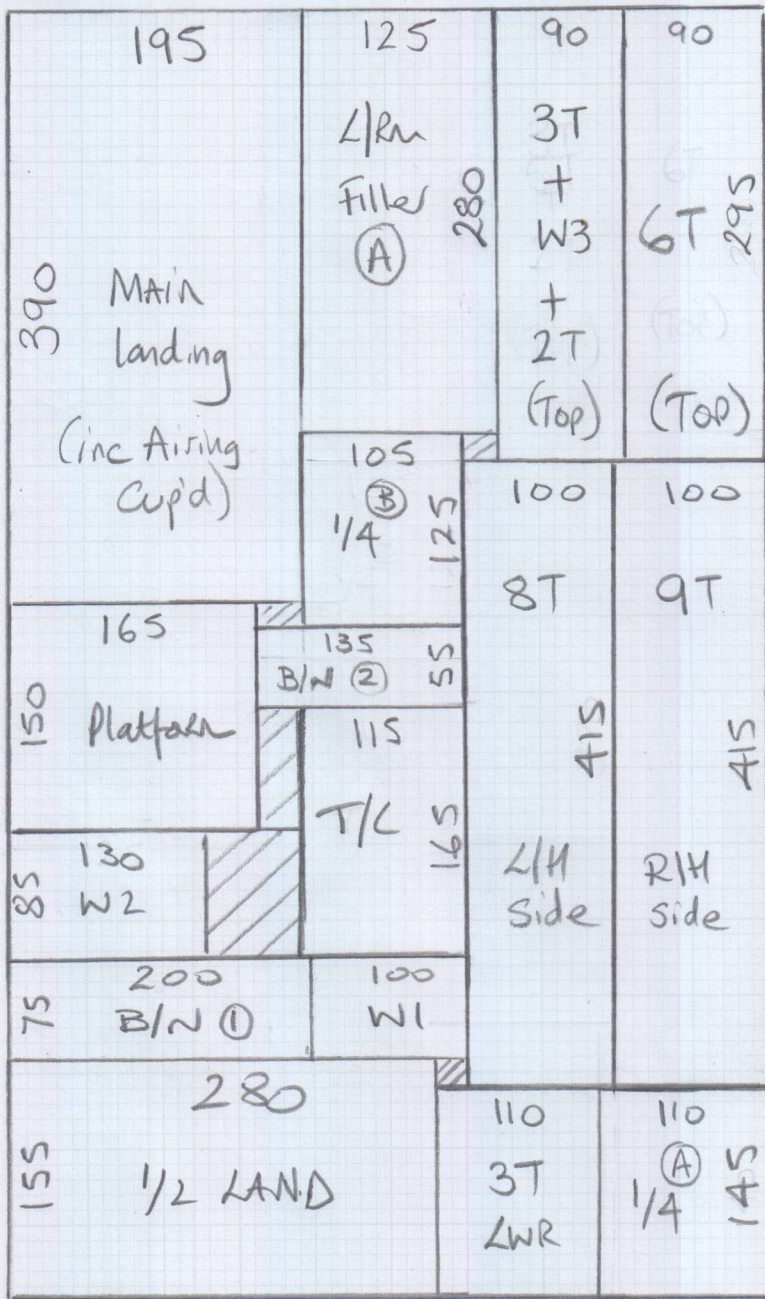 195
390
Main
landing
(inc Airing
Cup'd)
125
L/Rm
Filler
A
280
90
3T
+
W3
+
2T
(Top)
90
6T
295
(Top)
105
B
1/4
125
100
8T
415
L/H
Side
100
9T
415
R/H
Side
165
150
Platform
135
B/N 2
55
115
T/C
165
130
85
W2
200
75
B/N 1
100
W1
280
155
1/2 LAND
110
3T
LWR
110
A
1/4
145